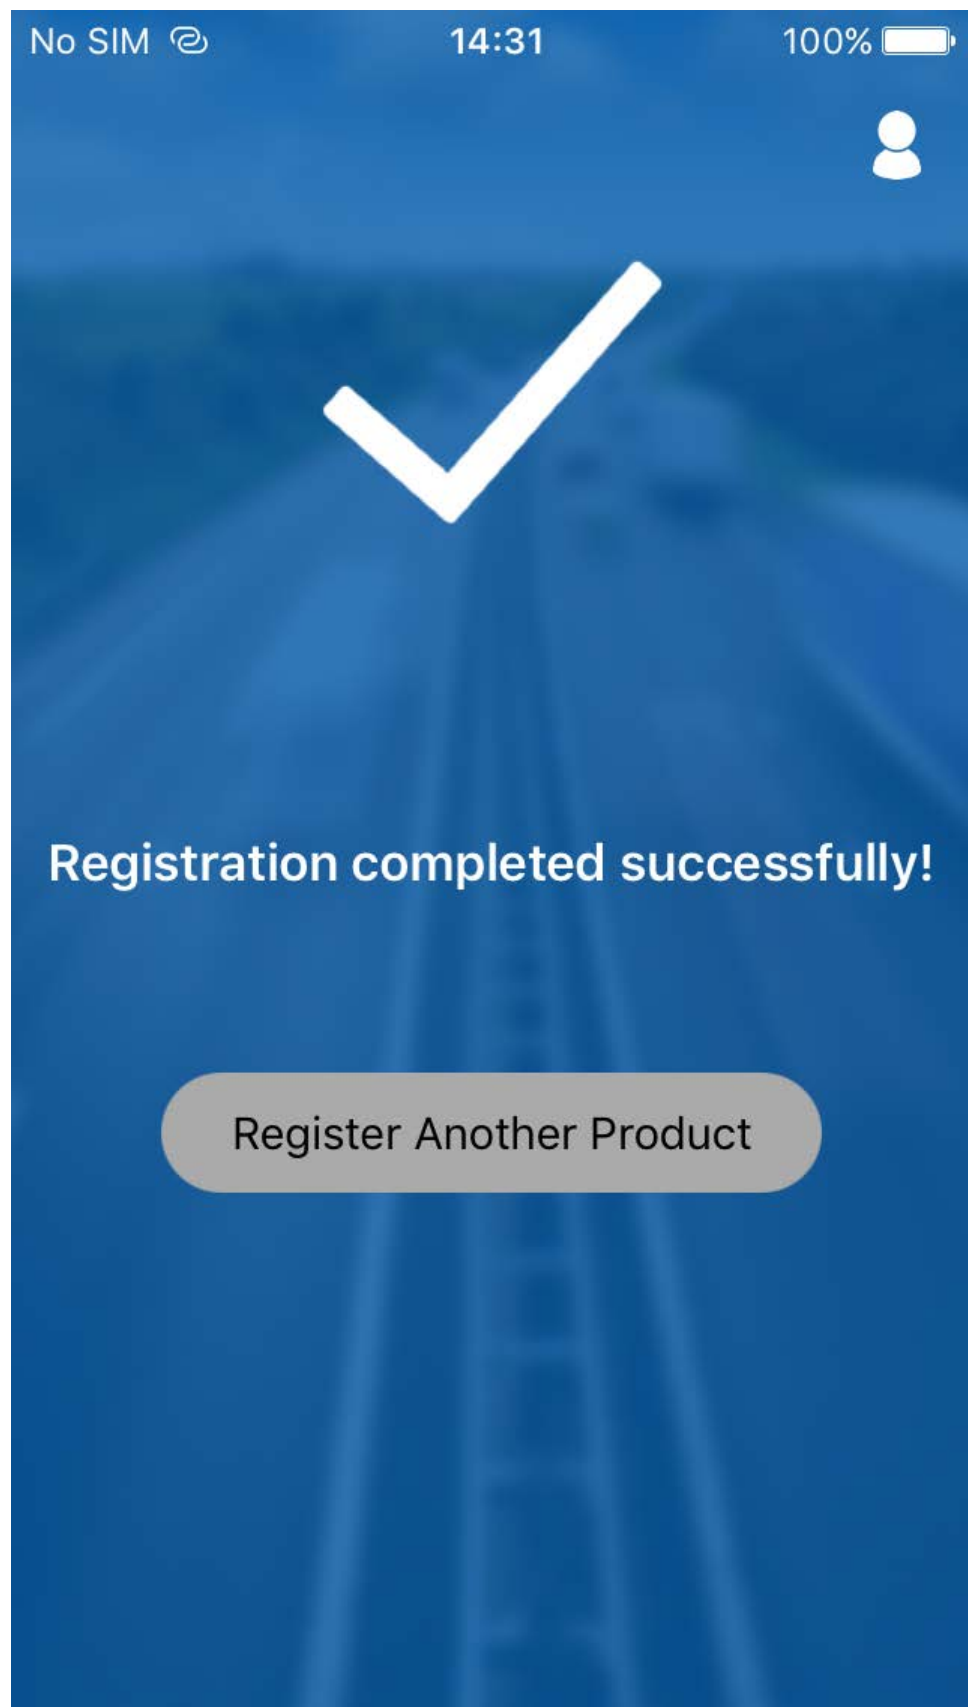 No SIM 14:31 100%
Registration completed successfully!
Register Another Product